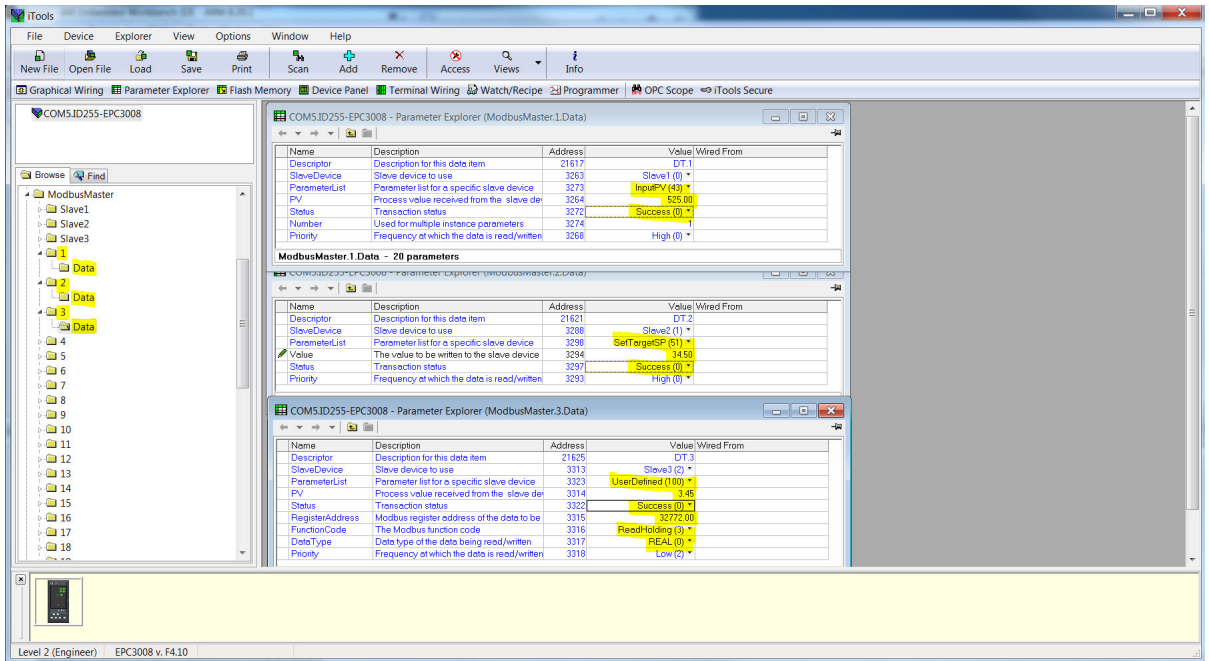 iTools
File Device Explorer View Options Window Help
New File Open File Load Save Print Scan Add Remove Access Views Info
Graphical Wiring Parameter Explorer Flash Memory Device Panel Terminal Wiring Watch/Recipe Programmer OPC Scope iTools Secure
COM5.ID255-EPC3008
Browse Find
ModbusMaster
Slave1
Slave2
Slave3
1
Data
2
Data
3
Data
4
5
6
7
8
9
10
11
12
13
14
15
16
17
18
COM5.ID255-EPC3008 - Parameter Explorer (ModbusMaster.1.Data)
Name Description Address Value Wired From
Descriptor Description for this data item 21617 DT.1
SlaveDevice Slave device to use 3263 Slave1 (0)
ParameterList Parameter list for a specific slave device 3273 InputPV (43)
PV Process value received from the slave dev 3264 525.00
Status Transaction status 3272 Success (0)
Number Used for multiple instance parameters 3274 1
Priority Frequency at which the data is read/written 3268 High (0)
ModbusMaster.1.Data - 20 parameters
COM5.ID255-EPC3008 - Parameter Explorer (ModbusMaster.2.Data)
Name Description Address Value Wired From
Descriptor Description for this data item 21621 DT.2
SlaveDevice Slave device to use 3288 Slave2 (1)
ParameterList Parameter list for a specific slave device 3298 SetTargetSP (51)
Value The value to be written to the slave device 3294 34.50
Status Transaction status 3297 Success (0)
Priority Frequency at which the data is read/written 3293 High (0)
COM5.ID255-EPC3008 - Parameter Explorer (ModbusMaster.3.Data)
Name Description Address Value Wired From
Descriptor Description for this data item 21625 DT.3
SlaveDevice Slave device to use 3313 Slave3 (2)
ParameterList Parameter list for a specific slave device 3323 UserDefined (100)
PV Process value received from the slave dev 3314 3.45
Status Transaction status 3322 Success (0)
RegisterAddress Modbus register address of the data to be 3315 32772.00
FunctionCode The Modbus function code 3316 ReadHolding (3)
DataType Data type of the data being read/written 3317 REAL (0)
Priority Frequency at which the data is read/written 3318 Low (2)
Level 2 (Engineer) EPC3008 v. F4.10